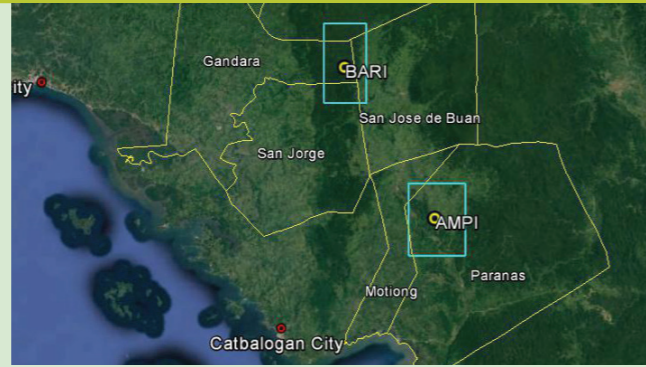 Gandara
BARI
ity
San Jose de Buan
San Jorge
AMPI
Paranas
Motiong
Catbalogan City